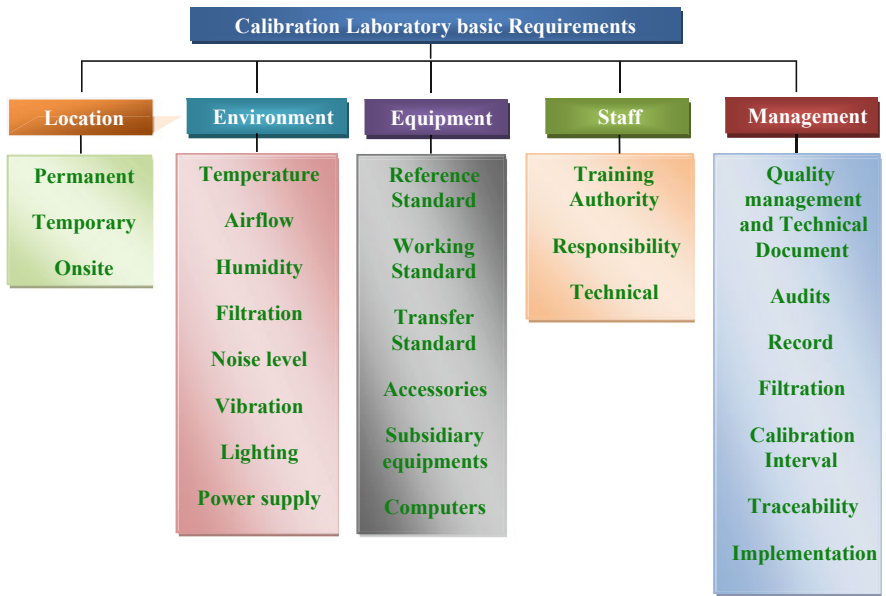 Calibration Laboratory basic Requirements
Location
Permanent
Temporary
Onsite
Environment
Temperature
Airflow
Humidity
Filtration
Noise level
Vibration
Lighting
Power supply
Equipment
Reference
Standard
Working
Standard
Transfer
Standard
Accessories
Subsidiary
equipments
Computers
Staff
Training
Authority
Responsibility
Technical
Management
Quality
management
and Technical
Document
Audits
Record
Filtration
Calibration
Interval
Traceability
Implementation